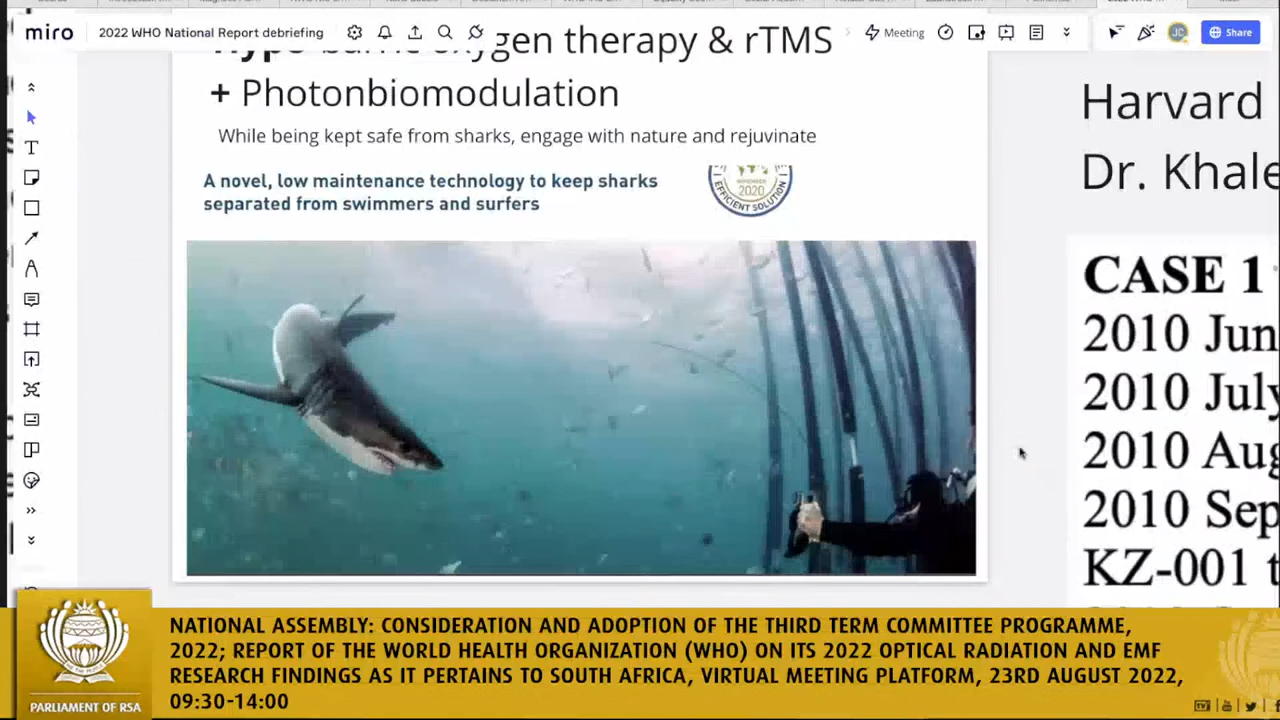 miro
2022 WHO National Report debriefing
Meeting
JC
Share
oxygen therapy & rTMS
+ Photonbiomodulation
While being kept safe from sharks, engage with nature and rejuvinate
A novel, low maintenance technology to keep sharks
separated from swimmers and surfers
2020
EFFICIENT SOLUTION
Harvard
Dr. Khale
CASE 1
2010 Jun
2010 July
2010 Aug
2010 Sep
KZ-001 t
PARLIAMENT OF RSA
NATIONAL ASSEMBLY: CONSIDERATION AND ADOPTION OF THE THIRD TERM COMMITTEE PROGRAMME,
2022; REPORT OF THE WORLD HEALTH ORGANIZATION (WHO) ON ITS 2022 OPTICAL RADIATION AND EMF
RESEARCH FINDINGS AS IT PERTAINS TO SOUTH AFRICA, VIRTUAL MEETING PLATFORM, 23RD AUGUST 2022,
09:30-14:00